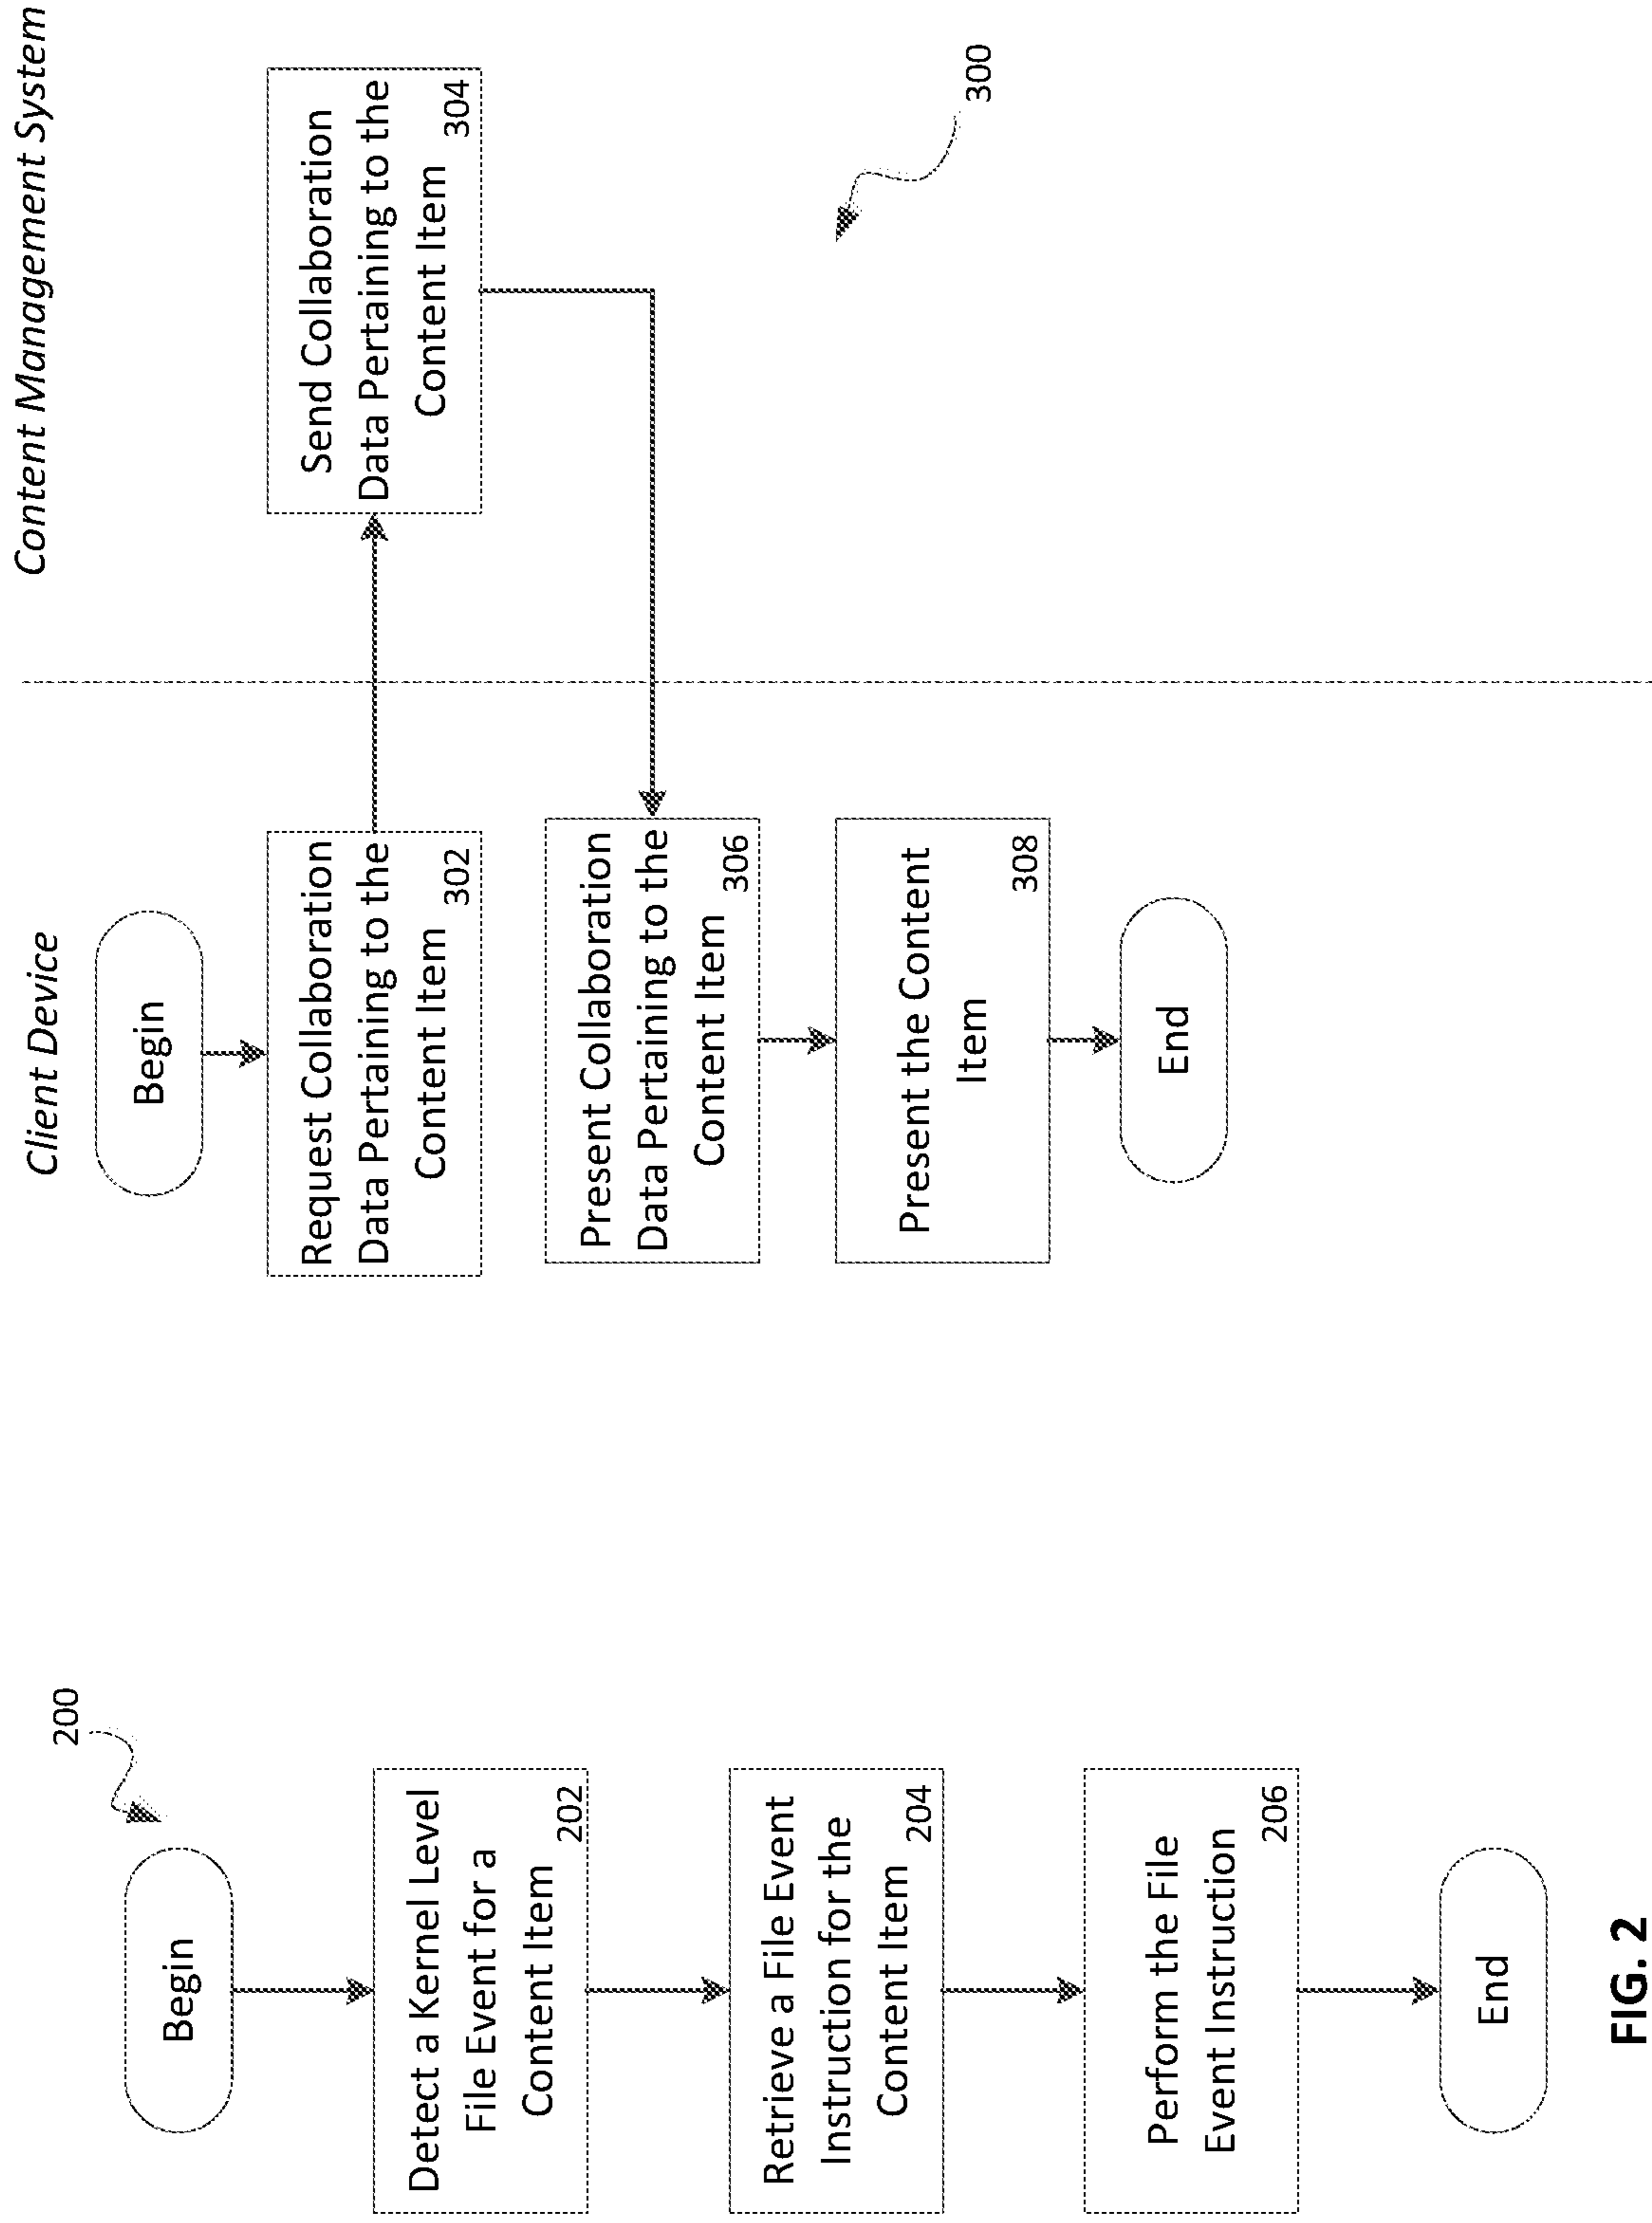 200
Begin
Detect a Kernel Level
File Event for a
Content Item
202
Retrieve a File Event
Instruction for the
Content Item
204
Perform the File
Event Instruction
206
End
FIG. 2
Client Device
Content Management System
Begin
Request Collaboration
Data Pertaining to the
Content Item
302
Send Collaboration
Data Pertaining to the
Content Item
304
Present Collaboration
Data Pertaining to the
Content Item
306
Present the Content
Item
308
End
300